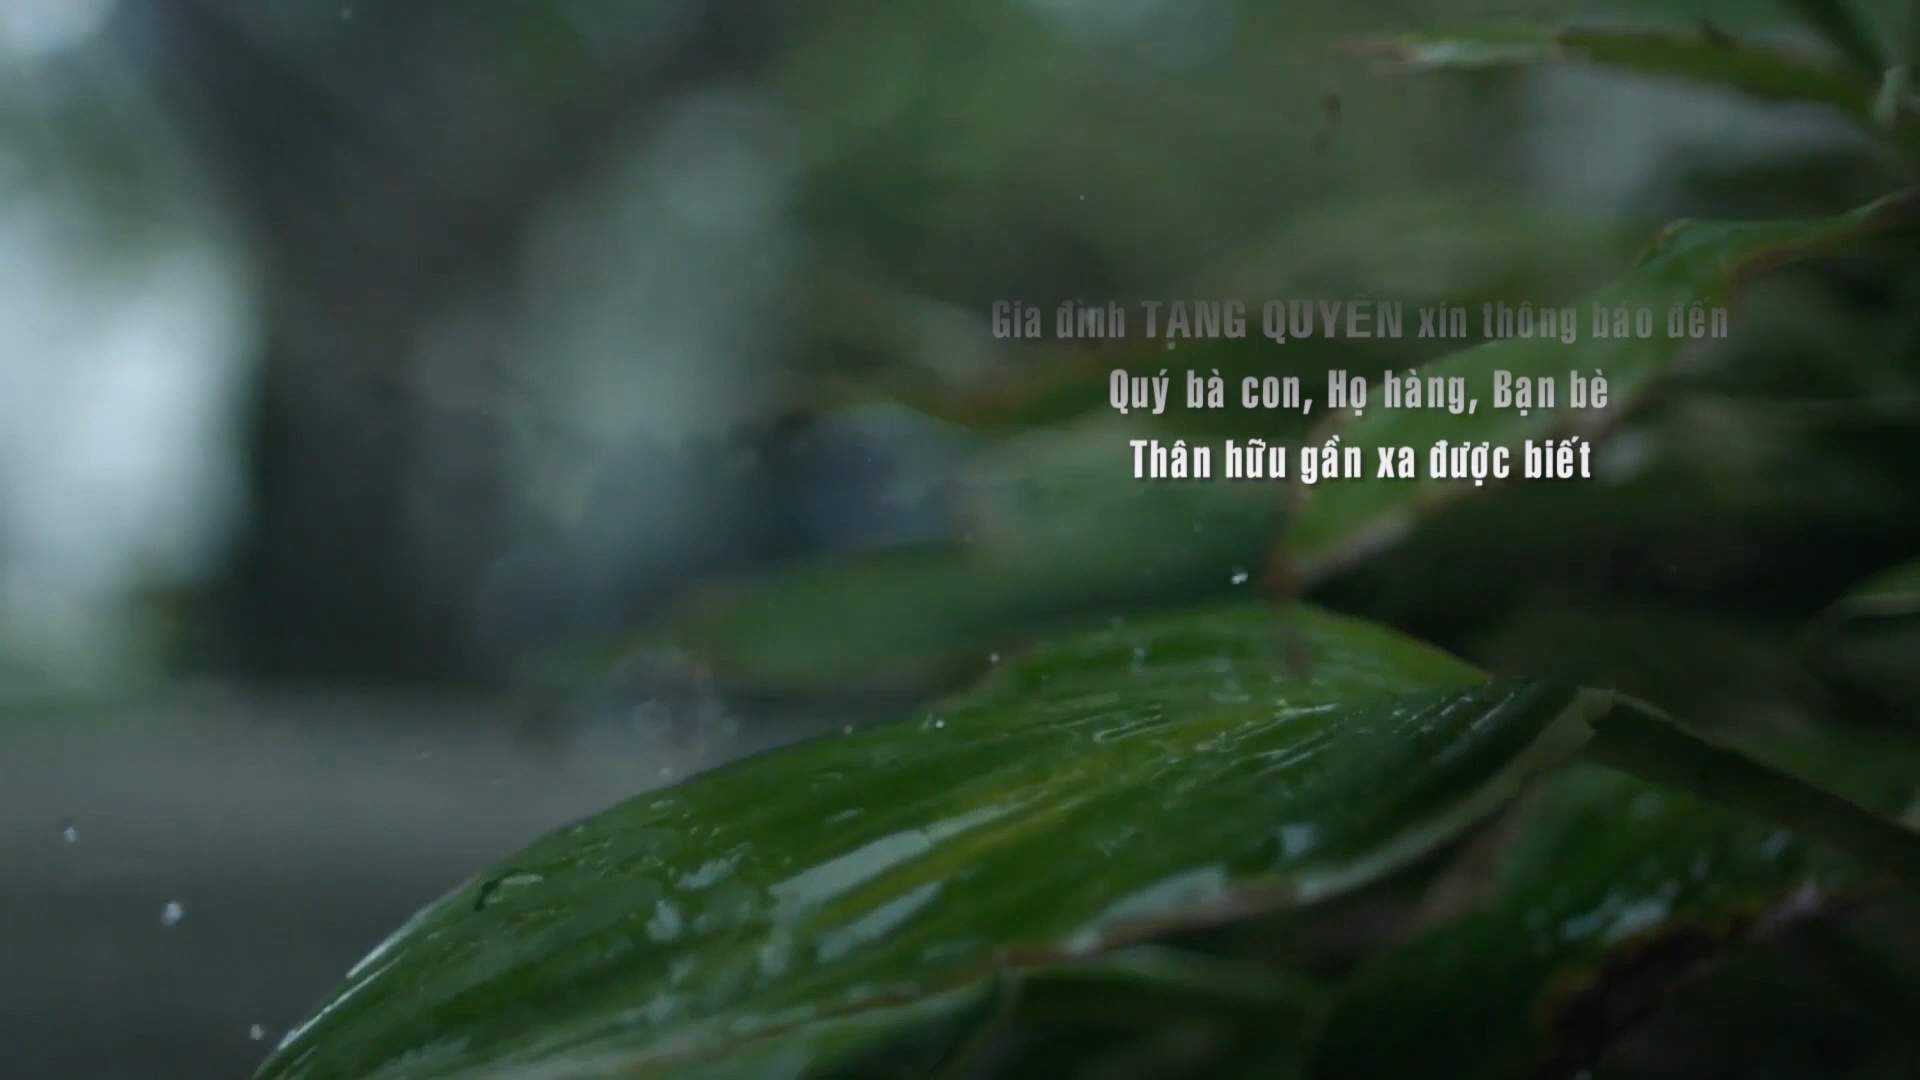 Gia đình TANG QUYẾN xin thông báo đến
Quý bà con, Họ hàng, Bạn bè
Thân hữu gần xa được biết